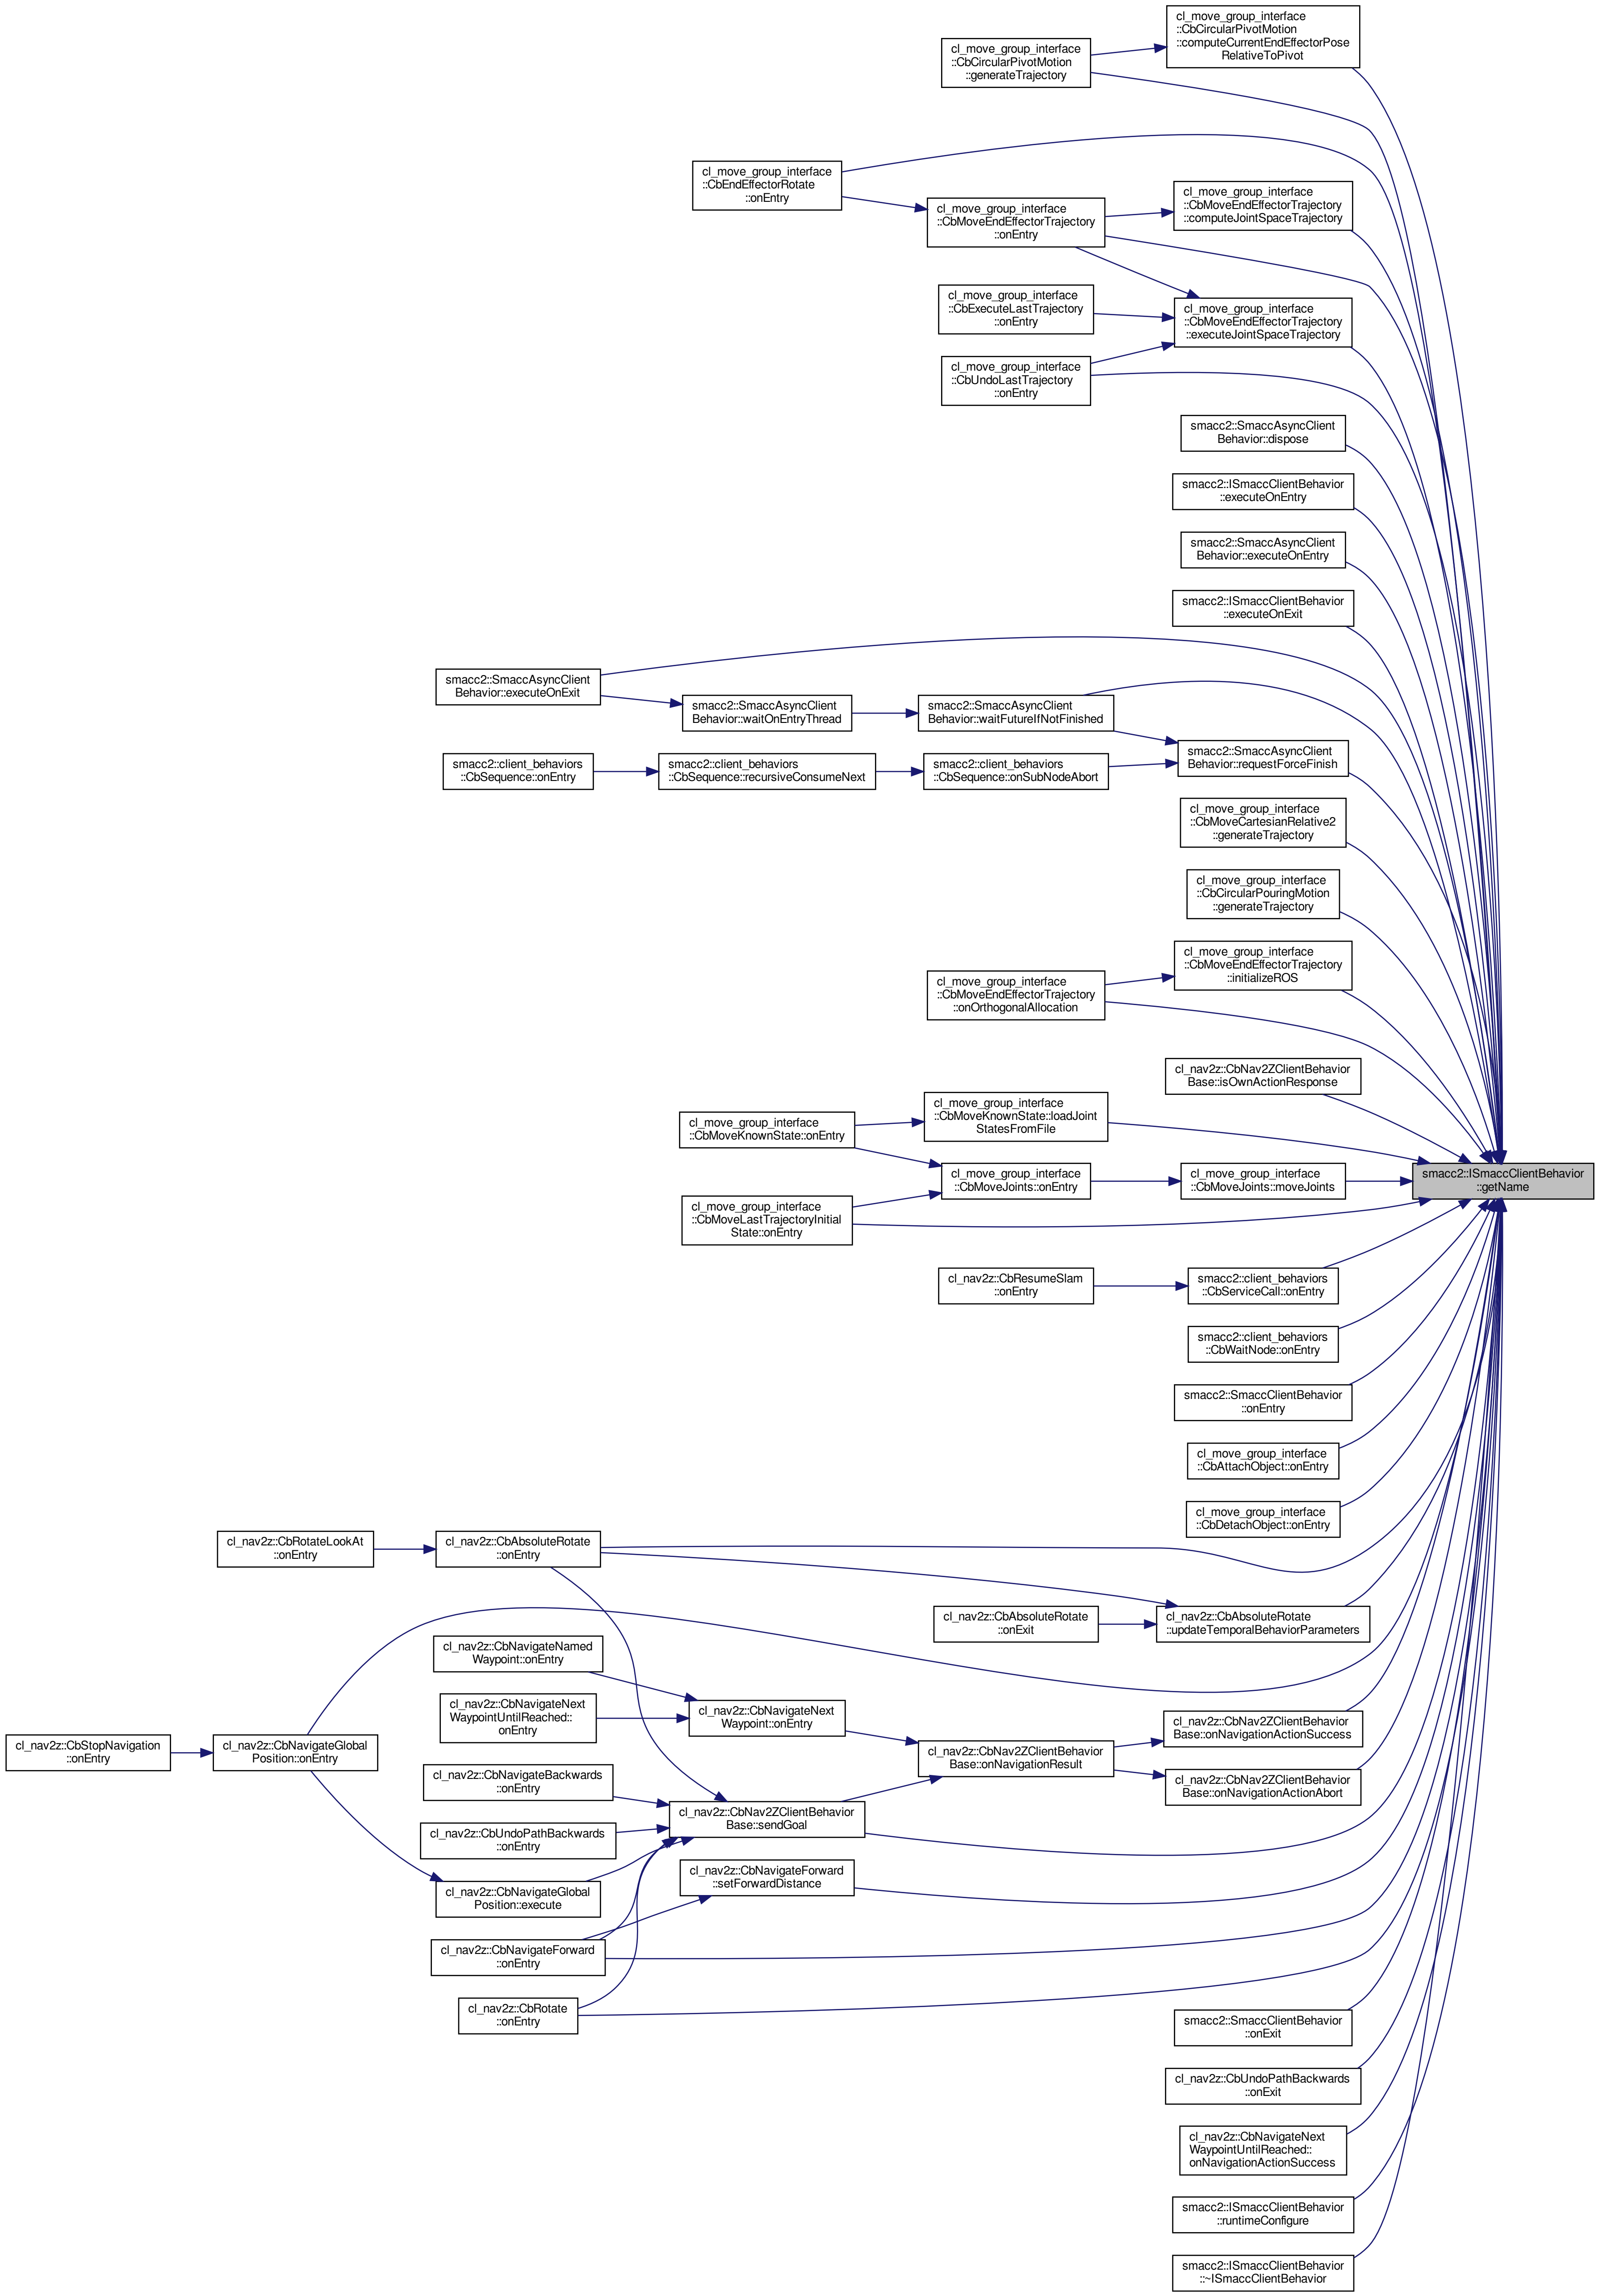 cl_move_group_interface
::CbCircularPivotMotion
::computeCurrentEndEffectorPose
RelativeToPivot
cl_move_group_interface
::CbCircularPivotMotion
::generateTrajectory
cl_move_group_interface
::CbEndEffectorRotate
::onEntry
cl_move_group_interface
::CbMoveEndEffectorTrajectory
::computeJointSpaceTrajectory
cl_move_group_interface
::CbMoveEndEffectorTrajectory
::onEntry
cl_move_group_interface
::CbExecuteLastTrajectory
::onEntry
cl_move_group_interface
::CbMoveEndEffectorTrajectory
::executeJointSpaceTrajectory
cl_move_group_interface
::CbUndoLastTrajectory
::onEntry
smacc2::SmaccAsyncClient
Behavior::dispose
smacc2::ISmaccClientBehavior
::executeOnEntry
smacc2::SmaccAsyncClient
Behavior::executeOnEntry
smacc2::ISmaccClientBehavior
::executeOnExit
smacc2::SmaccAsyncClient
Behavior::executeOnExit
smacc2::SmaccAsyncClient
Behavior::waitOnEntryThread
smacc2::SmaccAsyncClient
Behavior::waitFutureIfNotFinished
smacc2::SmaccAsyncClient
Behavior::requestForceFinish
smacc2::client_behaviors
::CbSequence::onEntry
smacc2::client_behaviors
::CbSequence::recursiveConsumeNext
smacc2::client_behaviors
::CbSequence::onSubNodeAbort
cl_move_group_interface
::CbMoveCartesianRelative2
::generateTrajectory
cl_move_group_interface
::CbCircularPouringMotion
::generateTrajectory
cl_move_group_interface
::CbMoveEndEffectorTrajectory
::initializeROS
cl_move_group_interface
::CbMoveEndEffectorTrajectory
::onOrthogonalAllocation
cl_nav2z::CbNav2ZClientBehavior
Base::isOwnActionResponse
cl_move_group_interface
::CbMoveKnownState::loadJoint
StatesFromFile
cl_move_group_interface
::CbMoveKnownState::onEntry
cl_move_group_interface
::CbMoveJoints::onEntry
cl_move_group_interface
::CbMoveJoints::moveJoints
smacc2::ISmaccClientBehavior
::getName
cl_move_group_interface
::CbMoveLastTrajectoryInitial
State::onEntry
cl_nav2z::CbResumeSlam
::onEntry
smacc2::client_behaviors
::CbServiceCall::onEntry
smacc2::client_behaviors
::CbWaitNode::onEntry
smacc2::SmaccClientBehavior
::onEntry
cl_move_group_interface
::CbAttachObject::onEntry
cl_move_group_interface
::CbDetachObject::onEntry
cl_nav2z::CbRotateLookAt
::onEntry
cl_nav2z::CbAbsoluteRotate
::onEntry
cl_nav2z::CbAbsoluteRotate
::onExit
cl_nav2z::CbAbsoluteRotate
::updateTemporalBehaviorParameters
cl_nav2z::CbNavigateNamed
Waypoint::onEntry
cl_nav2z::CbNavigateNext
WaypointUntilReached::
onEntry
cl_nav2z::CbNavigateNext
Waypoint::onEntry
cl_nav2z::CbNav2ZClientBehavior
Base::onNavigationActionSuccess
cl_nav2z::CbStopNavigation
::onEntry
cl_nav2z::CbNavigateGlobal
Position::onEntry
cl_nav2z::CbNav2ZClientBehavior
Base::onNavigationResult
cl_nav2z::CbNavigateBackwards
::onEntry
cl_nav2z::CbNav2ZClientBehavior
Base::onNavigationActionAbort
cl_nav2z::CbNav2ZClientBehavior
Base::sendGoal
cl_nav2z::CbUndoPathBackwards
::onEntry
cl_nav2z::CbNavigateForward
::setForwardDistance
cl_nav2z::CbNavigateGlobal
Position::execute
cl_nav2z::CbNavigateForward
::onEntry
cl_nav2z::CbRotate
::onEntry
smacc2::SmaccClientBehavior
::onExit
cl_nav2z::CbUndoPathBackwards
::onExit
cl_nav2z::CbNavigateNext
WaypointUntilReached::
onNavigationActionSuccess
smacc2::ISmaccClientBehavior
::runtimeConfigure
smacc2::ISmaccClientBehavior
::~ISmaccClientBehavior